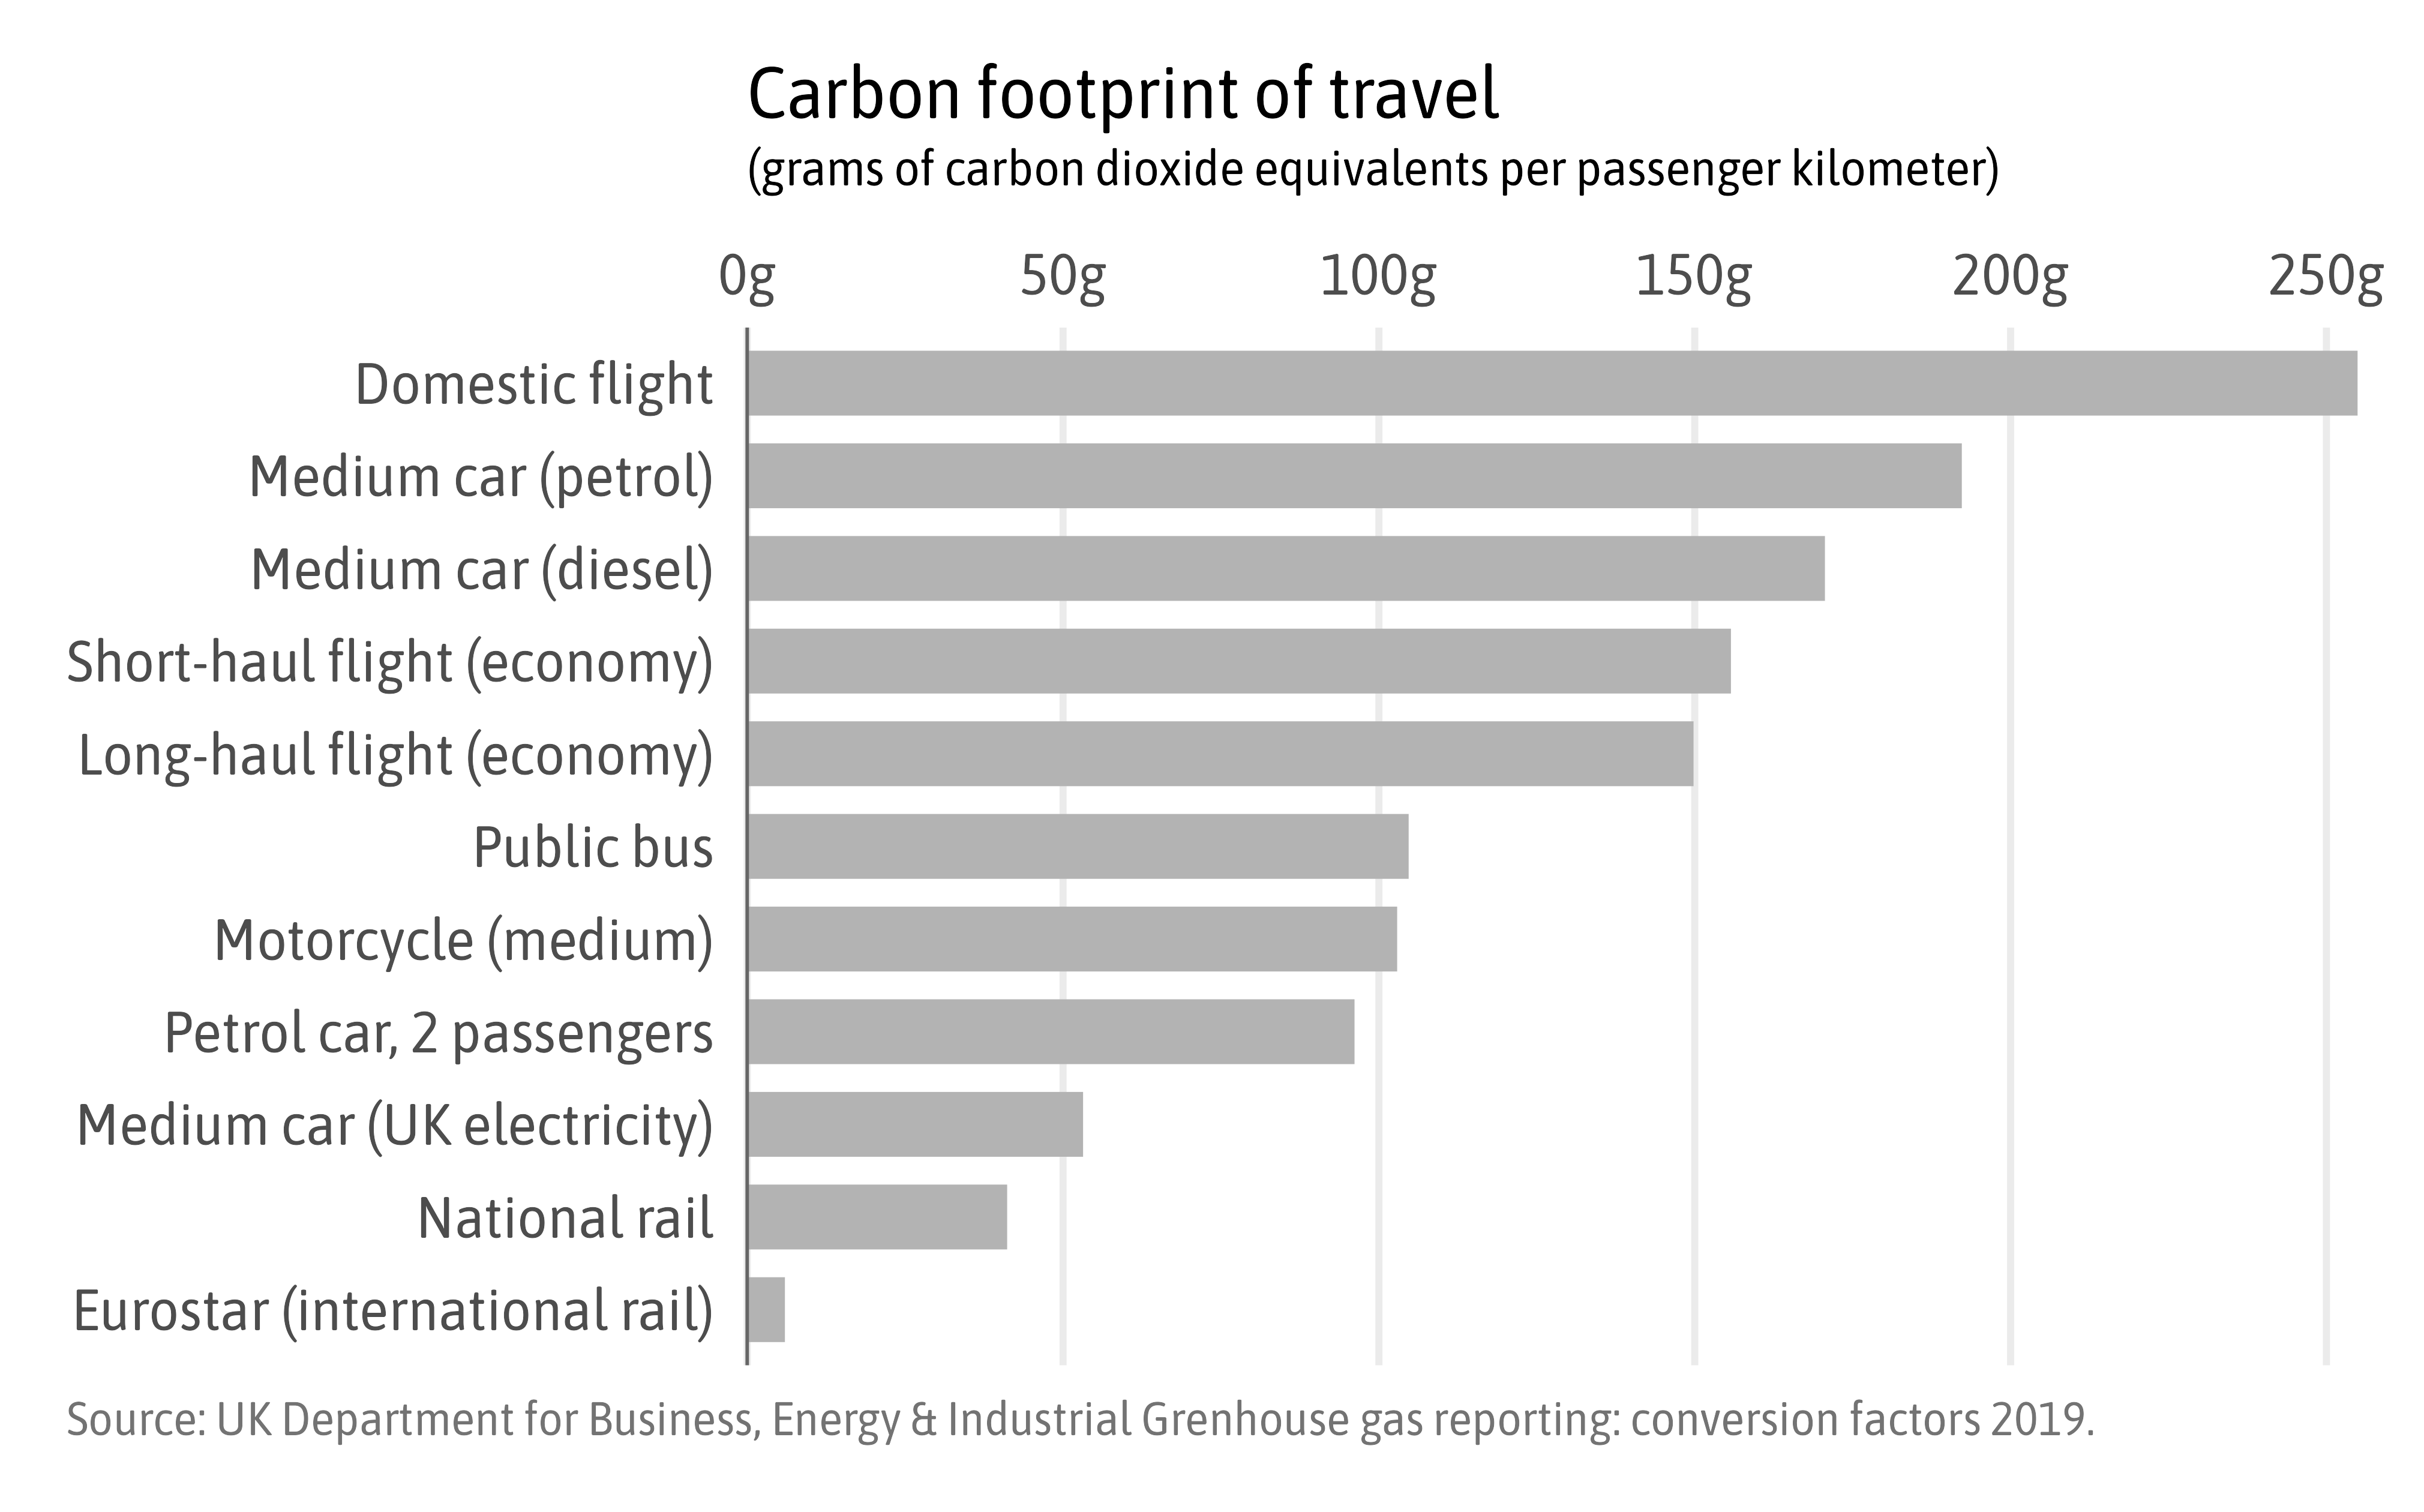 Carbon footprint of travel
(grams of carbon dioxide equivalents per passenger kilometer)
0g 50g 100g 150g 200g 250g
Domestic flight
Medium car (petrol)
Medium car (diesel)
Short-haul flight (economy)
Long-haul flight (economy)
Public bus
Motorcycle (medium)
Petrol car, 2 passengers
Medium car (UK electricity)
National rail
Eurostar (international rail)
Source: UK Department for Business, Energy & Industrial Grenhouse gas reporting: conversion factors 2019.